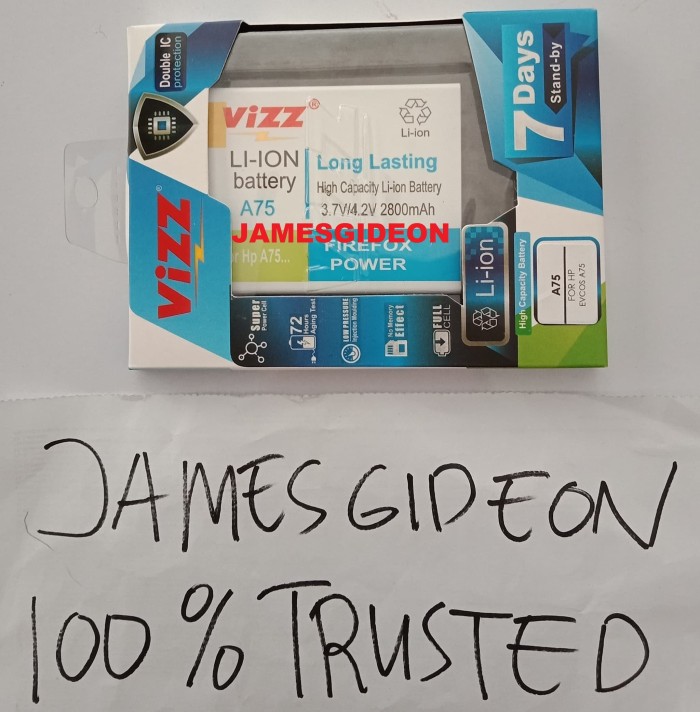 Double IC
protection
ViZZ®
ViZZ®
Li-ion
LI-ION
battery
A75
Long Lasting
High Capacity Li-ion Battery
3.7V/4.2V 2800mAh
JAMESGIDEON
r Hp A75...
FIREFOX
POWER
7 Days
Stand-by
Super
Power Cell
72
Hours
Aging Test
LOW PRESSURE
Injection Moulding
No Memory
Effect
FULL
CELL
Li-ion
High Capacity Battery
A75
FOR HP
EVCOS A75
JAMESGIDEON
100% TRUSTED